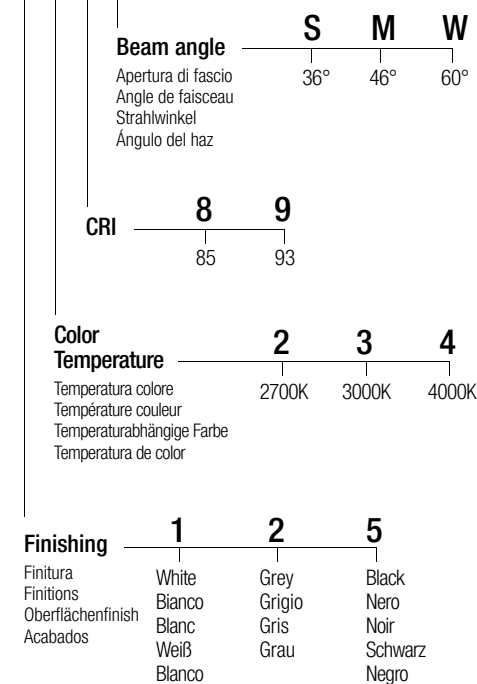 Beam angle
Apertura di fascio
Angle de faisceau
Strahlwinkel
Ángulo del haz
S M W
36° 46° 60°
CRI
8 9
85 93
Color
Temperature
Temperatura colore
Température couleur
Temperaturabhängige Farbe
Temperatura de color
2 3 4
2700K 3000K 4000K
Finishing
Finitura
Finitions
Oberflächenfinish
Acabados
1 2 5
White Grey Black
Bianco Grigio Nero
Blanc Gris Noir
Weiß Grau Schwarz
Blanco Negro